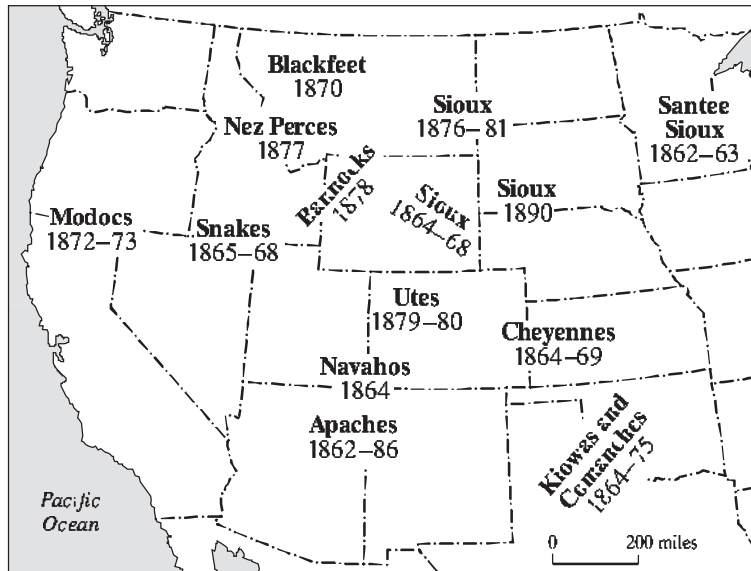 Blackfeet
1870
Nez Perces
1877
Sioux
1876–81
Santee
Sioux
1862–63
Bannocks
1878
Sioux
1864–68
Sioux
1890
Modocs
1872–73
Snakes
1865–68
Utes
1879–80
Cheyennes
1864–69
Navahos
1864
Apaches
1862–86
Kiowas and
Comanches
1864–75
Pacific
Ocean
0 200 miles